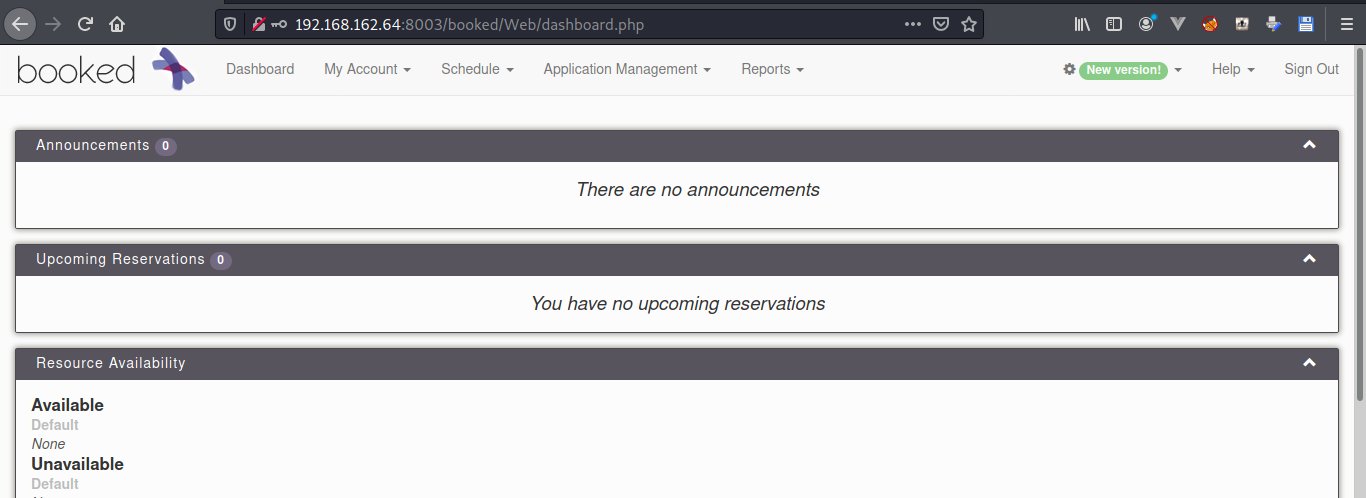 192.168.162.64:8003/booked/Web/dashboard.php
booked Dashboard My Account Schedule Application Management Reports New version! Help Sign Out
Announcements 0
There are no announcements
Upcoming Reservations 0
You have no upcoming reservations
Resource Availability
Available
Default
None
Unavailable
Default